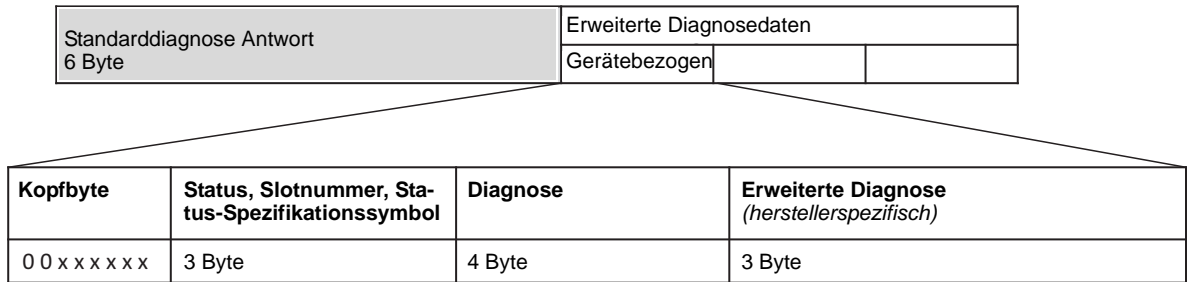 Standarddiagnose Antwort
6 Byte
Erweiterte Diagnosedaten
Gerätebezogen
Kopfbyte
Status, Slotnummer, Sta-
tus-Spezifikationssymbol
Diagnose
Erweiterte Diagnose
(herstellerspezifisch)
0 0 x x x x x x
3 Byte
4 Byte
3 Byte